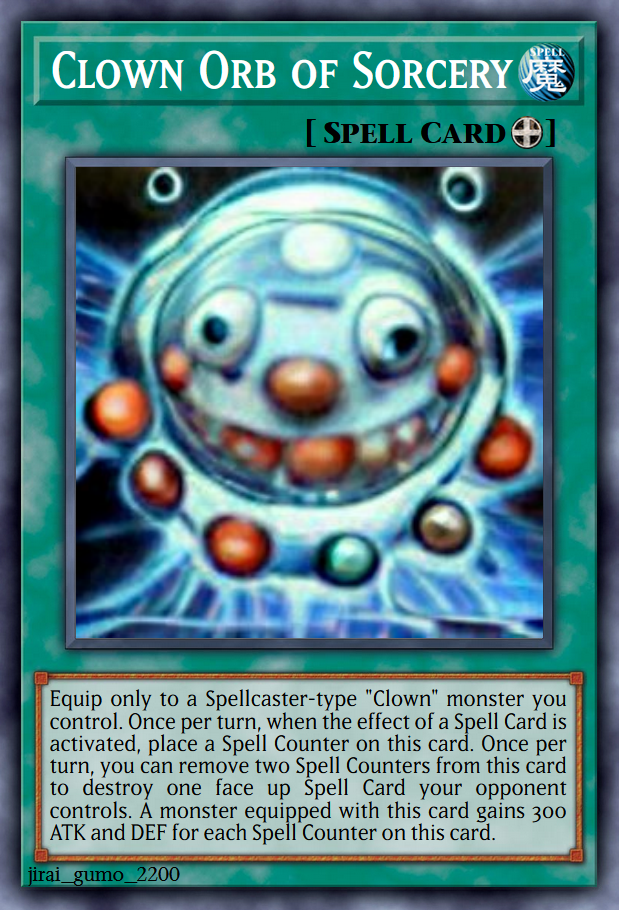 Clown Orb of Sorcery
SPELL
魔
[ Spell Card ]
Equip only to a Spellcaster-type "Clown" monster you
control. Once per turn, when the effect of a Spell Card is
activated, place a Spell Counter on this card. Once per
turn, you can remove two Spell Counters from this card
to destroy one face up Spell Card your opponent
controls. A monster equipped with this card gains 300
ATK and DEF for each Spell Counter on this card.
jirai_gumo_2200